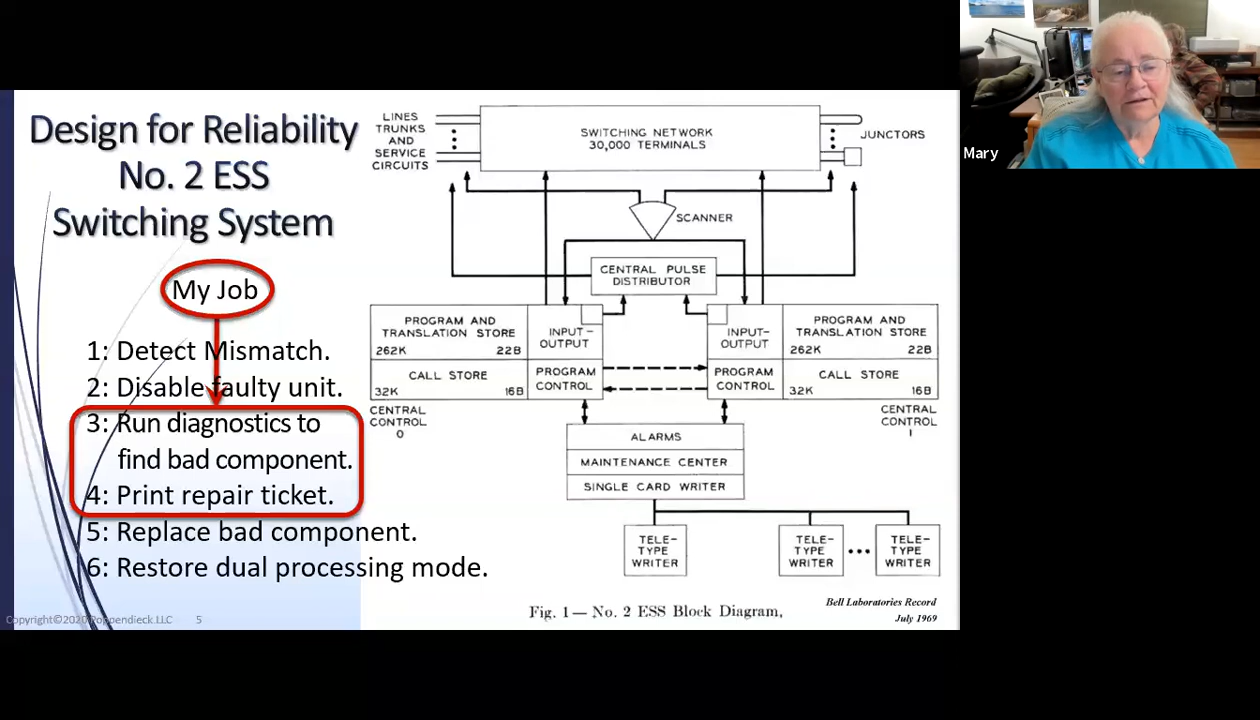 Design for Reliability
No. 2 ESS
Switching System
My Job
1: Detect Mismatch.
2: Disable faulty unit.
3: Run diagnostics to
find bad component.
4: Print repair ticket.
5: Replace bad component.
6: Restore dual processing mode.
Copyright©2020 Poppendieck.LLC 5
LINES
TRUNKS
AND
SERVICE
CIRCUITS
SWITCHING NETWORK
30,000 TERMINALS
JUNCTORS
SCANNER
CENTRAL PULSE
DISTRIBUTOR
PROGRAM AND
TRANSLATION STORE
262K 22B
INPUT-
OUTPUT
CALL STORE
32K 16B
PROGRAM
CONTROL
CENTRAL
CONTROL
0
INPUT-
OUTPUT
PROGRAM AND
TRANSLATION STORE
262K 22B
PROGRAM
CONTROL
CALL STORE
32K 16B
CENTRAL
CONTROL
1
ALARMS
MAINTENANCE CENTER
SINGLE CARD WRITER
TELE-
TYPE
WRITER
TELE-
TYPE
WRITER
TELE-
TYPE
WRITER
Fig. 1 — No. 2 ESS Block Diagram,
Bell Laboratories Record
July 1969
Mary